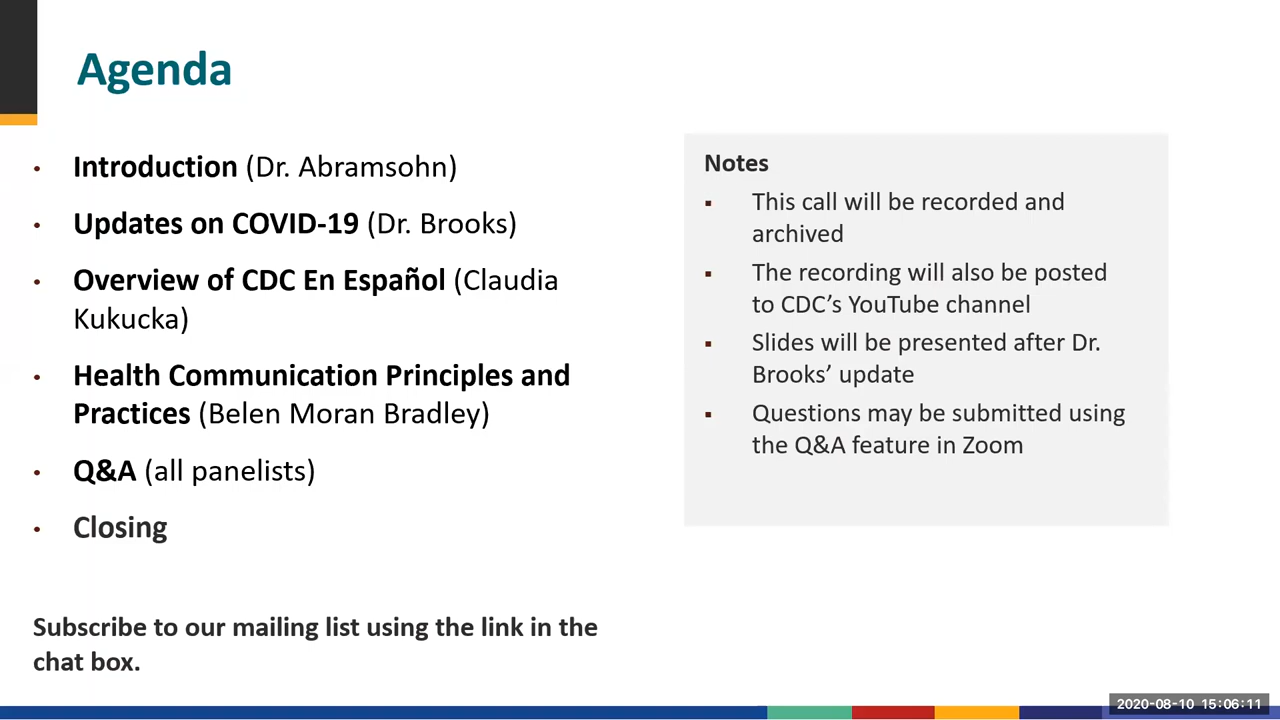 Agenda
• Introduction (Dr. Abramsohn)
• Updates on COVID-19 (Dr. Brooks)
• Overview of CDC En Español (Claudia
Kukucka)
• Health Communication Principles and
Practices (Belen Moran Bradley)
• Q&A (all panelists)
• Closing
Subscribe to our mailing list using the link in the
chat box.
Notes
▪ This call will be recorded and
archived
▪ The recording will also be posted
to CDC’s YouTube channel
▪ Slides will be presented after Dr.
Brooks’ update
▪ Questions may be submitted using
the Q&A feature in Zoom
2020-08-10 15:06:11